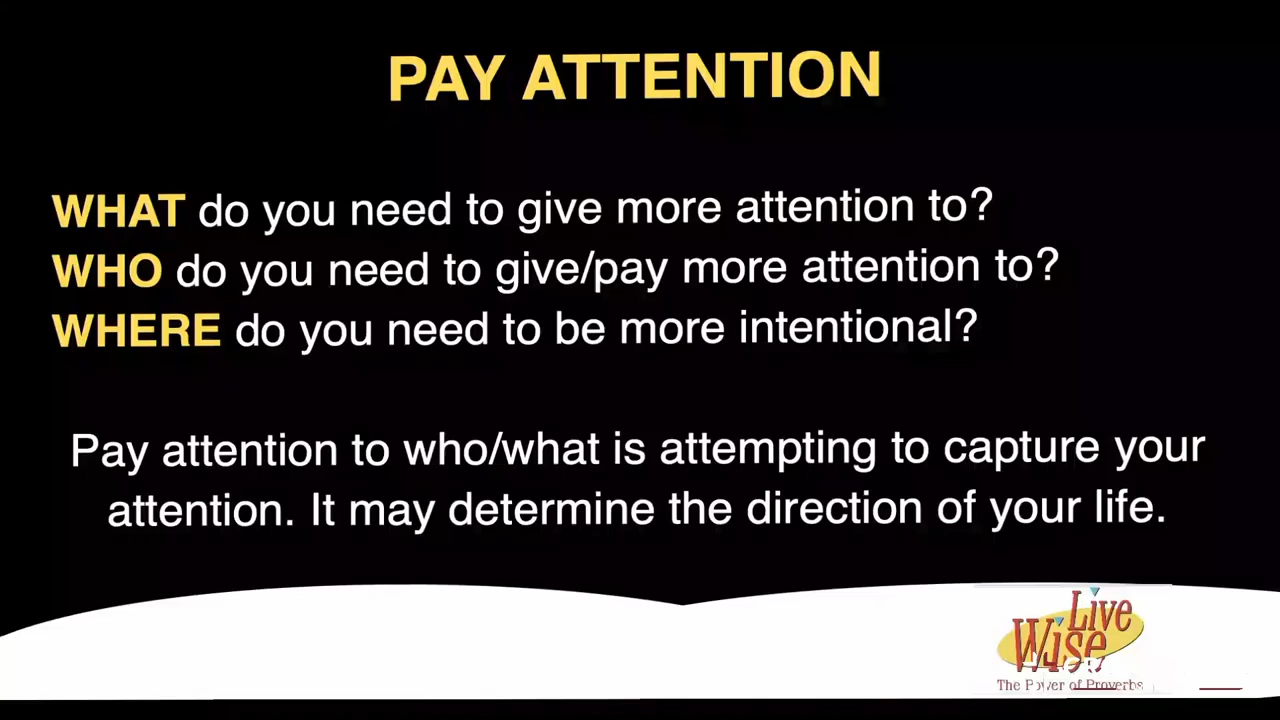 PAY ATTENTION
WHAT do you need to give more attention to?
WHO do you need to give/pay more attention to?
WHERE do you need to be more intentional?
Pay attention to who/what is attempting to capture your
attention. It may determine the direction of your life.
Live
Wise
The Power of Proverbs